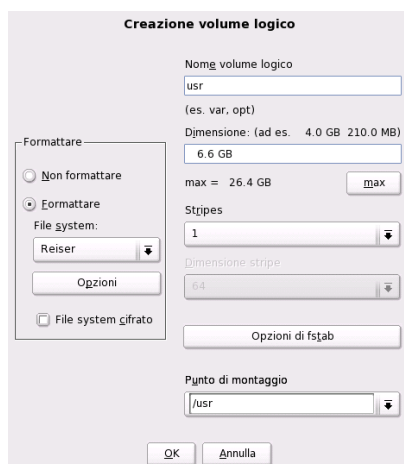 Creazione volume logico
Formattare
Non formattare
Formattare
File system:
Reiser
Opzioni
File system cifrato
Nome volume logico
usr
(es. var, opt)
Dimensione: (ad es. 4.0 GB 210.0 MB)
6.6 GB
max = 26.4 GB
max
Stripes
1
Dimensione stripe
64
Opzioni di fstab
Punto di montaggio
/usr
OK
Annulla